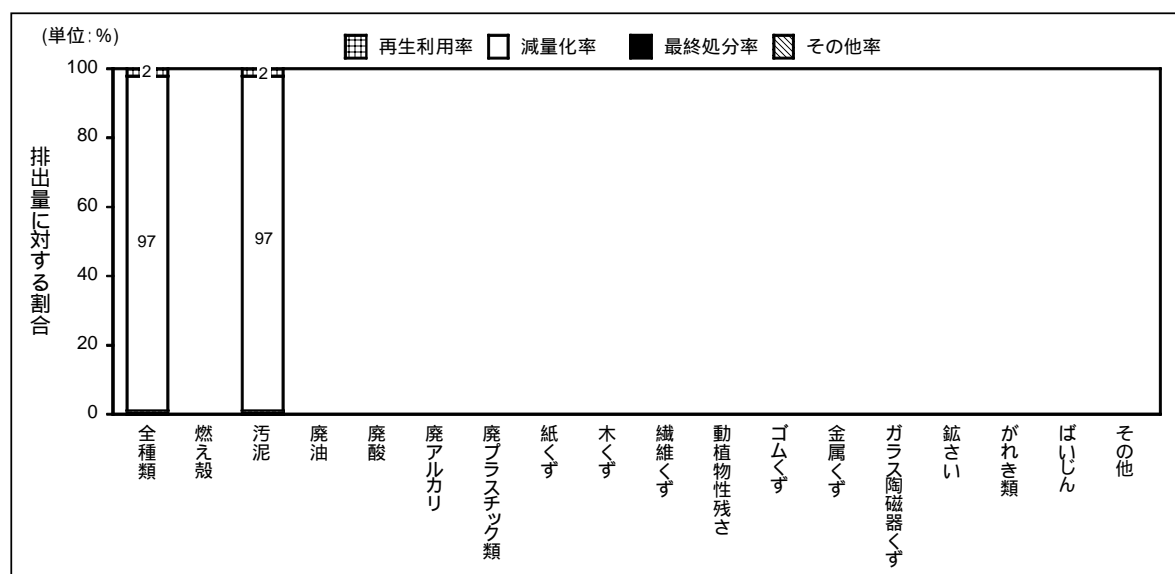 (単位:%)
再生利用率 減量化率 最終処分率 その他率
排出量に対する割合
100
80
60
40
20
0
2
97
2
97
全種類
燃え殻
汚泥
廃油
廃酸
廃アルカリ
廃プラスチック類
紙くず
木くず
繊維くず
動植物性残さ
ゴムくず
金属くず
ガラス陶磁器くず
鉱さい
がれき類
ばいじん
その他